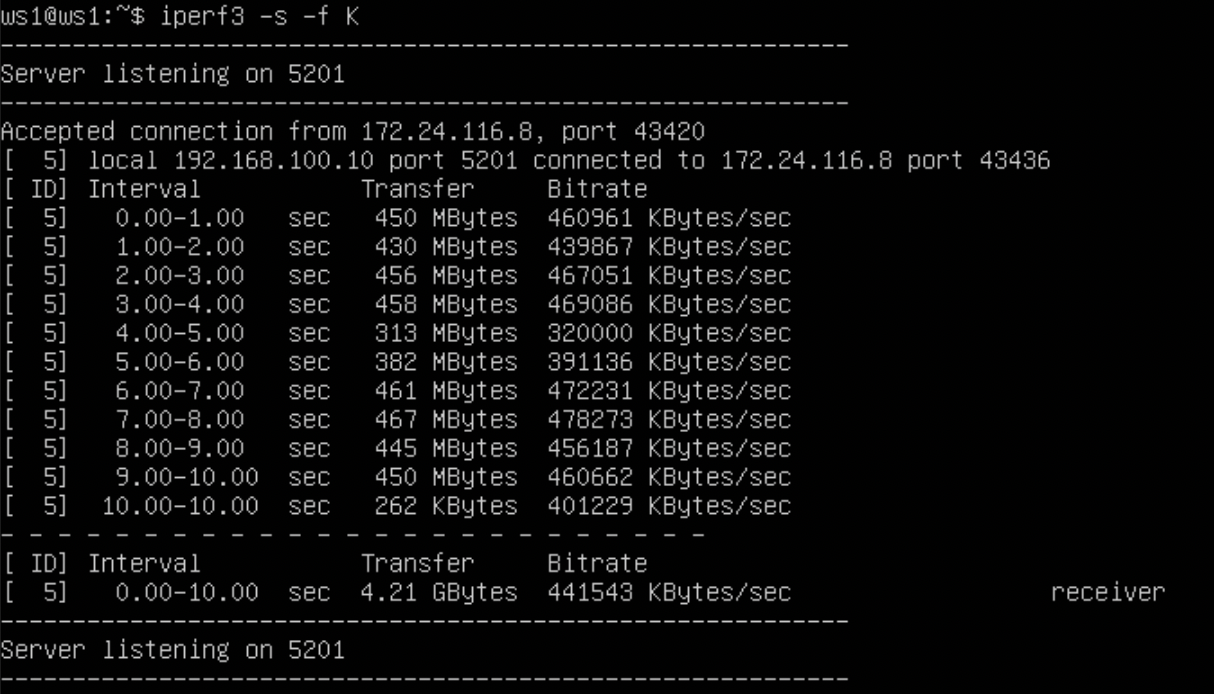 ws1@ws1:~$ iperf3 -s -f K
-----------------------------------------------------------
Server listening on 5201
-----------------------------------------------------------
Accepted connection from 172.24.116.8, port 43420
[  5] local 192.168.100.10 port 5201 connected to 172.24.116.8 port 43436
[ ID] Interval           Transfer     Bitrate
[  5]   0.00-1.00   sec   450 MBytes  460961 KBytes/sec
[  5]   1.00-2.00   sec   430 MBytes  439867 KBytes/sec
[  5]   2.00-3.00   sec   456 MBytes  467051 KBytes/sec
[  5]   3.00-4.00   sec   458 MBytes  469086 KBytes/sec
[  5]   4.00-5.00   sec   313 MBytes  320000 KBytes/sec
[  5]   5.00-6.00   sec   382 MBytes  391136 KBytes/sec
[  5]   6.00-7.00   sec   461 MBytes  472231 KBytes/sec
[  5]   7.00-8.00   sec   467 MBytes  478273 KBytes/sec
[  5]   8.00-9.00   sec   445 MBytes  456187 KBytes/sec
[  5]   9.00-10.00  sec   450 MBytes  460662 KBytes/sec
[  5]  10.00-10.00  sec   262 KBytes  401229 KBytes/sec
- - - - - - - - - - - - - - - - - - - - - - - - -
[ ID] Interval           Transfer     Bitrate
[  5]   0.00-10.00  sec  4.21 GBytes  441543 KBytes/sec                  receiver
-----------------------------------------------------------
Server listening on 5201
-----------------------------------------------------------